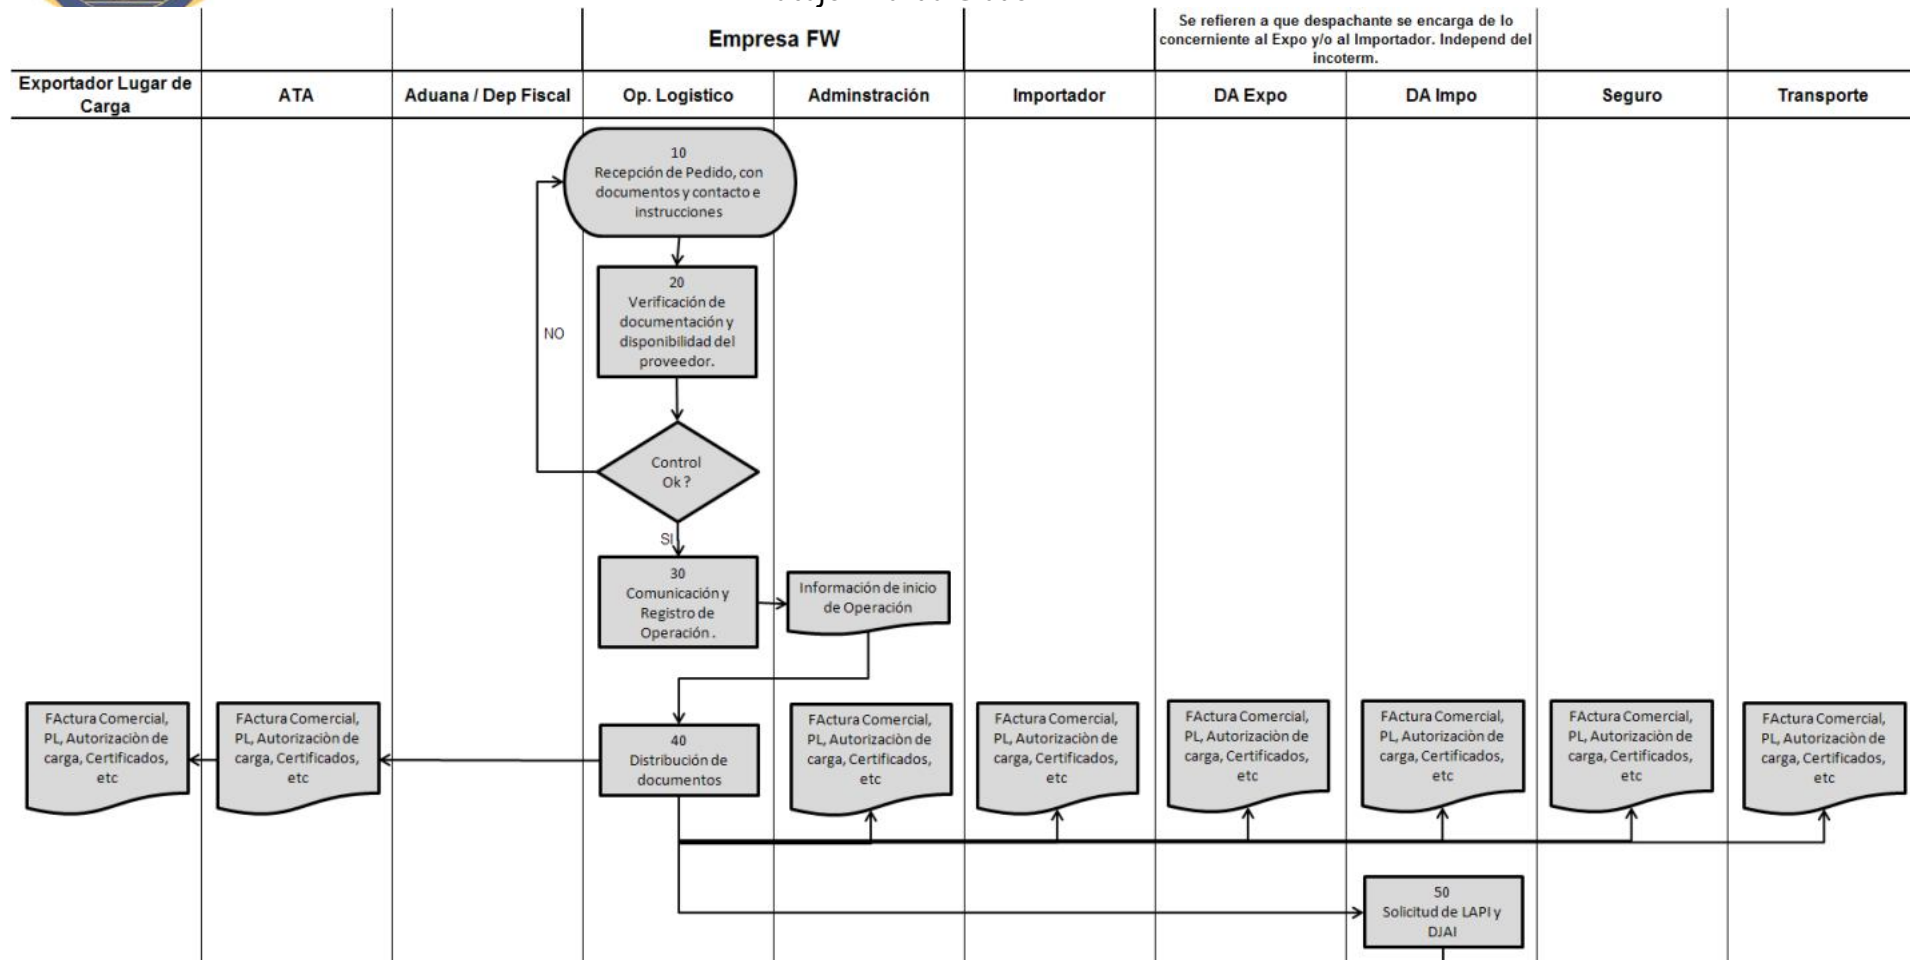 Empresa FW
Se refieren a que despachante se encarga de lo
concerniente al Expo y/o al Importador. Independ del
incoterm.
Exportador Lugar de
Carga
ATA
Aduana / Dep Fiscal
Op. Logistico
Adminstración
Importador
DA Expo
DA Impo
Seguro
Transporte
10
Recepción de Pedido, con
documentos y contacto e
instrucciones
20
Verificación de
documentación y
disponibilidad del
proveedor.
NO
Control
Ok ?
SI
30
Comunicación y
Registro de
Operación .
Información de inicio
de Operación
FActura Comercial,
PL, Autorizaciòn de
carga, Certificados,
etc
FActura Comercial,
PL, Autorizaciòn de
carga, Certificados,
etc
40
Distribución de
documentos
FActura Comercial,
PL, Autorizaciòn de
carga, Certificados,
etc
FActura Comercial,
PL, Autorizaciòn de
carga, Certificados,
etc
FActura Comercial,
PL, Autorizaciòn de
carga, Certificados,
etc
FActura Comercial,
PL, Autorizaciòn de
carga, Certificados,
etc
FActura Comercial,
PL, Autorizaciòn de
carga, Certificados,
etc
FActura Comercial,
PL, Autorizaciòn de
carga, Certificados,
etc
50
Solicitud de LAPI y
DJAI